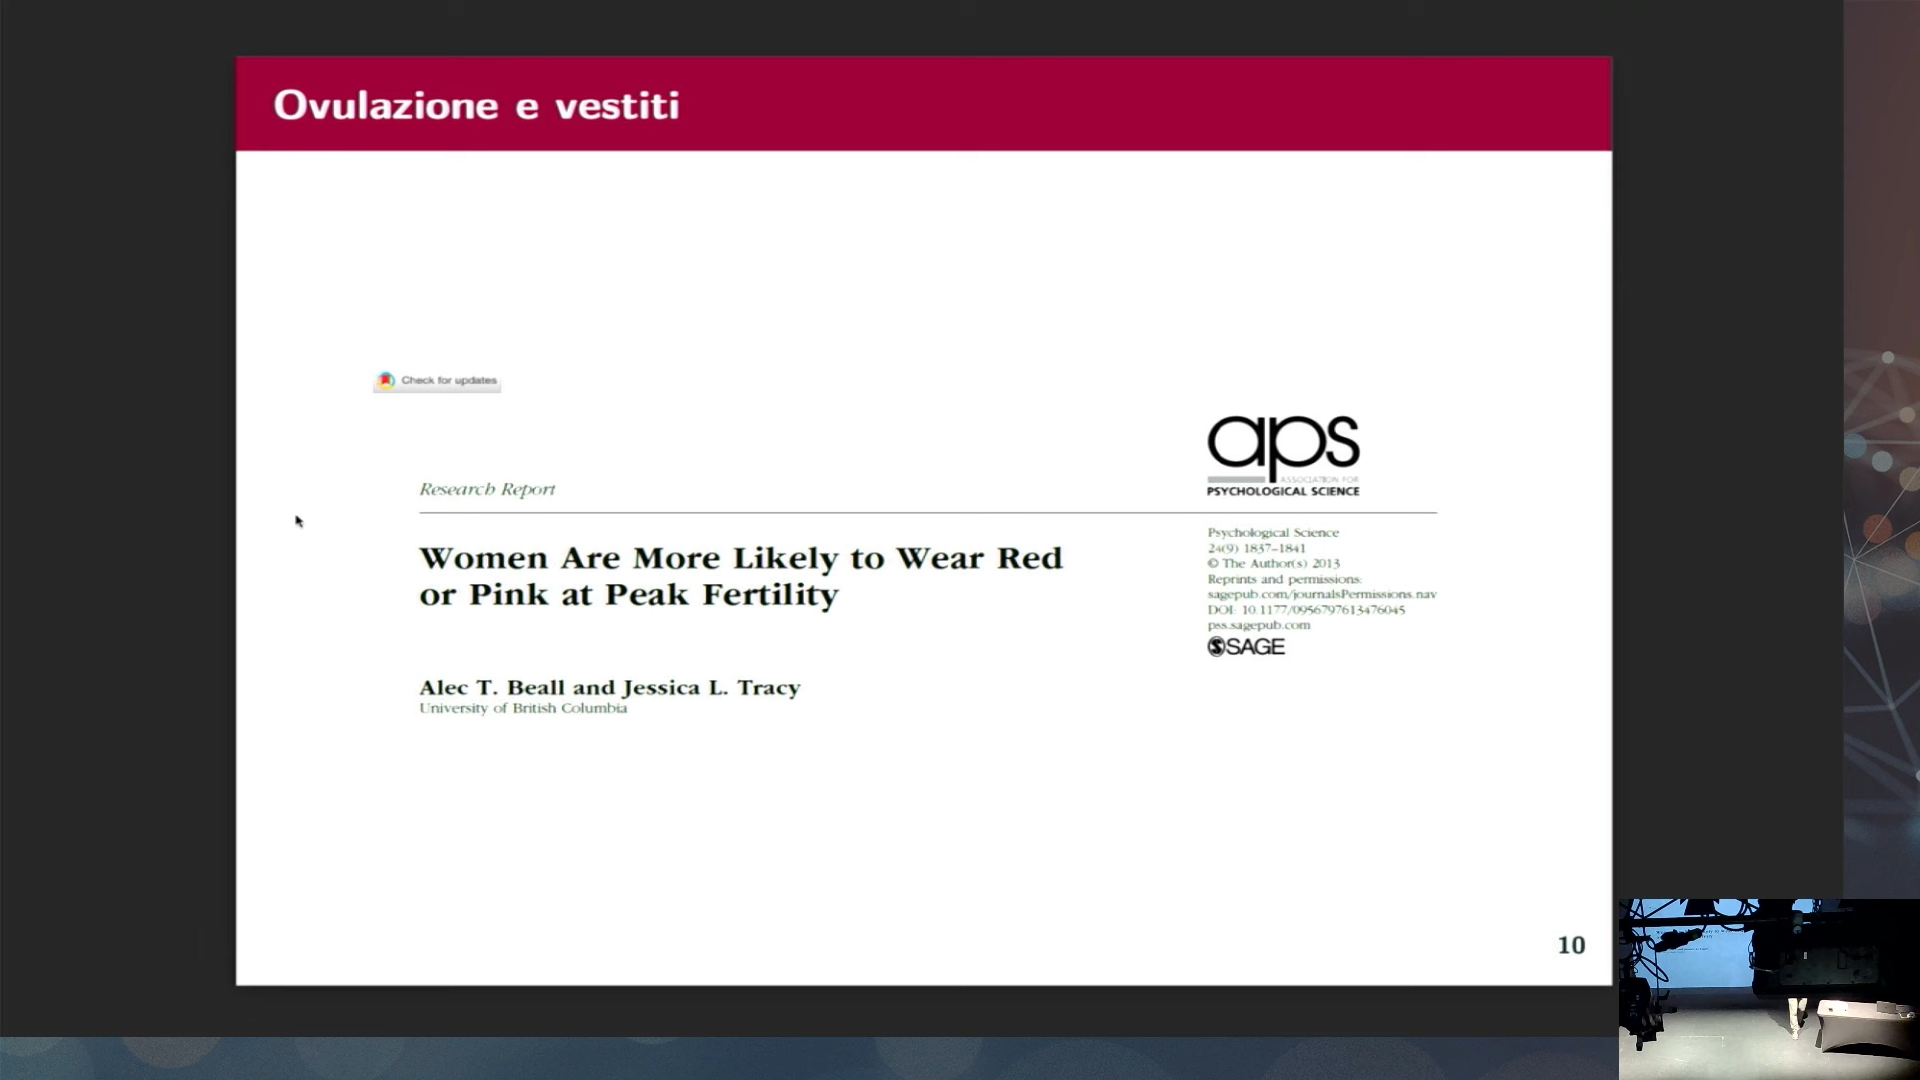 Ovulazione e vestiti
Check for updates
aps
ASSOCIATION FOR
PSYCHOLOGICAL SCIENCE
Research Report
Women Are More Likely to Wear Red
or Pink at Peak Fertility
Psychological Science
24(9) 1837–1841
© The Author(s) 2013
Reprints and permissions:
sagepub.com/journalsPermissions.nav
DOI: 10.1177/0956797613476045
pss.sagepub.com
SAGE
Alec T. Beall and Jessica L. Tracy
University of British Columbia
10